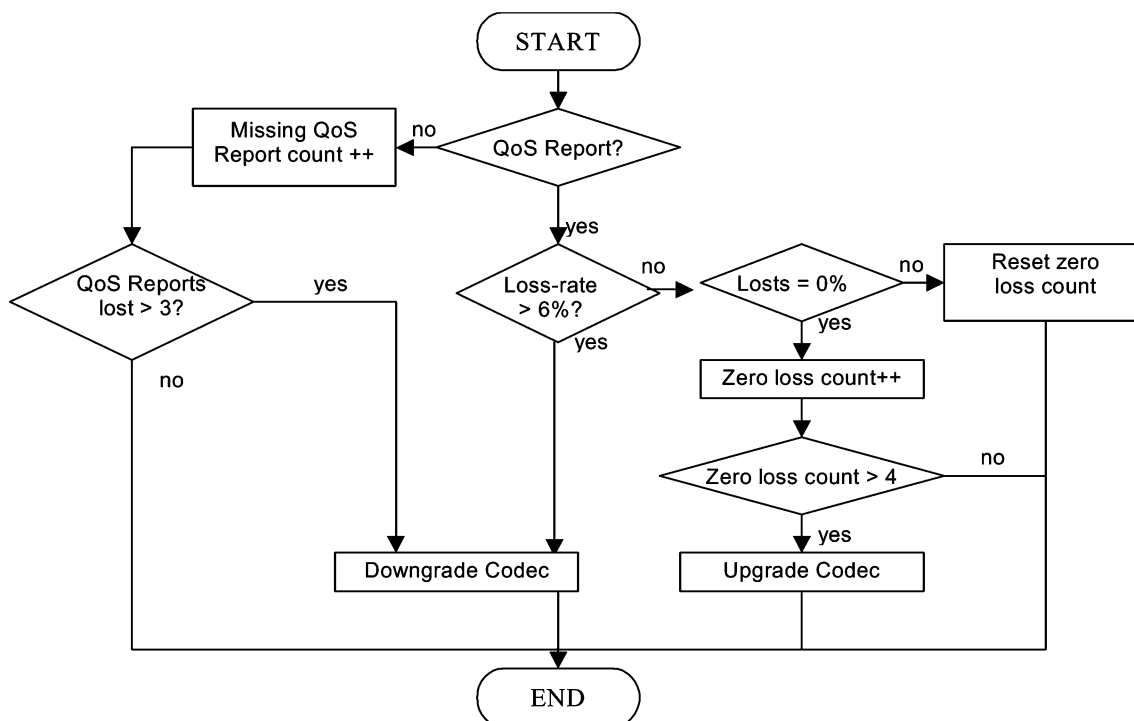 START
Missing QoS
Report count ++
no
QoS Report?
yes
QoS Reports
lost > 3?
yes
no
Loss-rate
> 6%?
no
yes
Losts = 0%
no
yes
Reset zero
loss count
Zero loss count++
Zero loss count > 4
no
yes
Downgrade Codec
Upgrade Codec
END